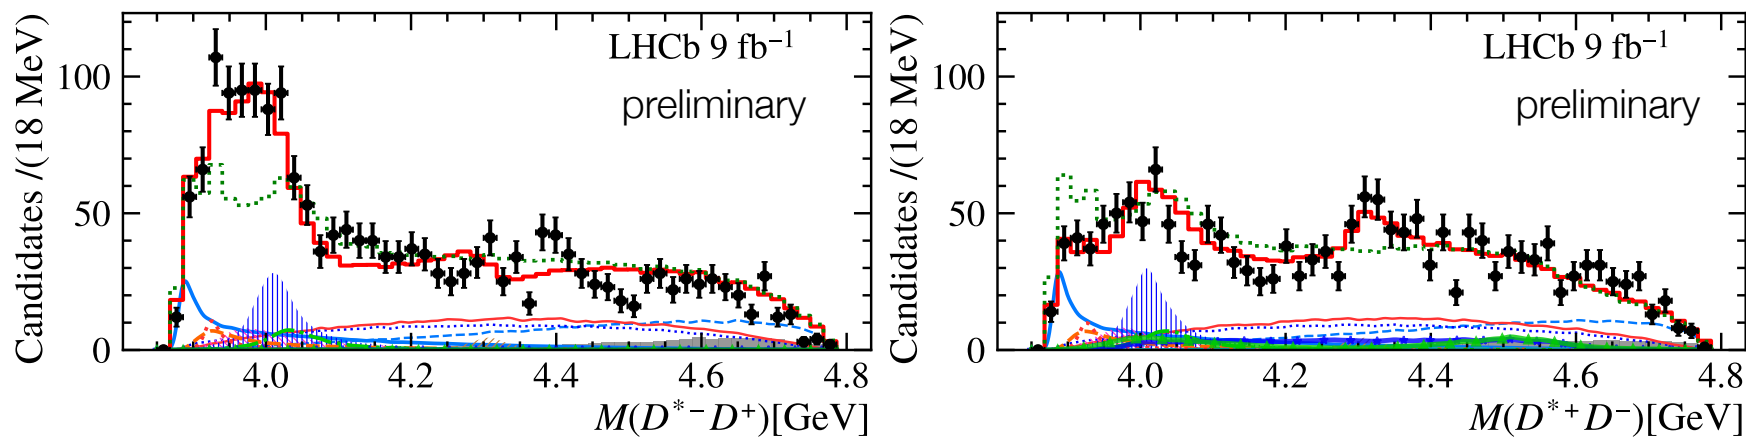 Candidates /(18 MeV)
100
50
0
LHCb 9 fb⁻¹
preliminary
4.0
4.2
4.4
4.6
4.8
M(D*⁻D⁺)[GeV]
Candidates /(18 MeV)
100
50
0
LHCb 9 fb⁻¹
preliminary
4.0
4.2
4.4
4.6
4.8
M(D*⁺D⁻)[GeV]